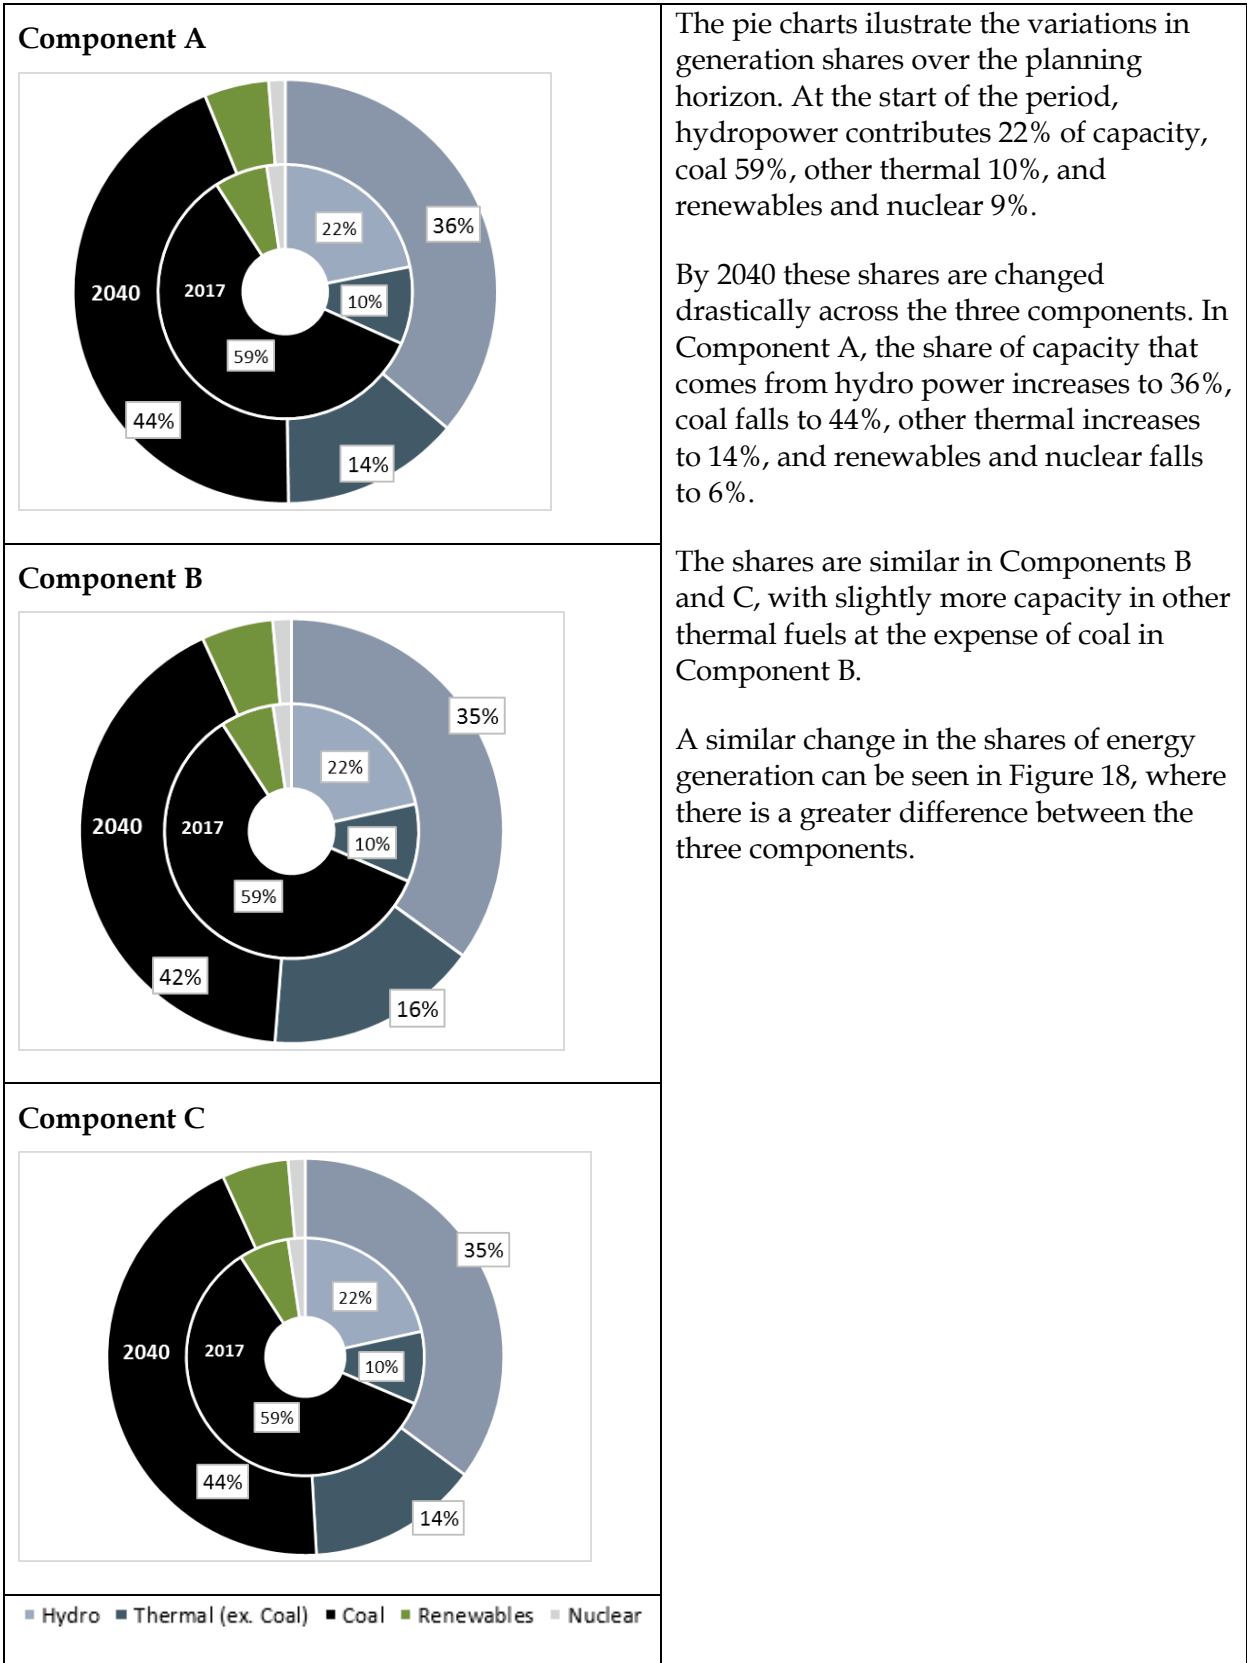 Component A
36%
22%
2040
2017
10%
59%
44%
14%
The pie charts ilustrate the variations in
generation shares over the planning
horizon. At the start of the period,
hydropower contributes 22% of capacity,
coal 59%, other thermal 10%, and
renewables and nuclear 9%.
By 2040 these shares are changed
drastically across the three components. In
Component A, the share of capacity that
comes from hydro power increases to 36%,
coal falls to 44%, other thermal increases
to 14%, and renewables and nuclear falls
to 6%.
The shares are similar in Components B
and C, with slightly more capacity in other
thermal fuels at the expense of coal in
Component B.
A similar change in the shares of energy
generation can be seen in Figure 18, where
there is a greater difference between the
three components.
Component B
35%
22%
2040
2017
10%
59%
42%
16%
Component C
35%
22%
2040
2017
10%
59%
44%
14%
Hydro Thermal (ex. Coal) Coal Renewables Nuclear